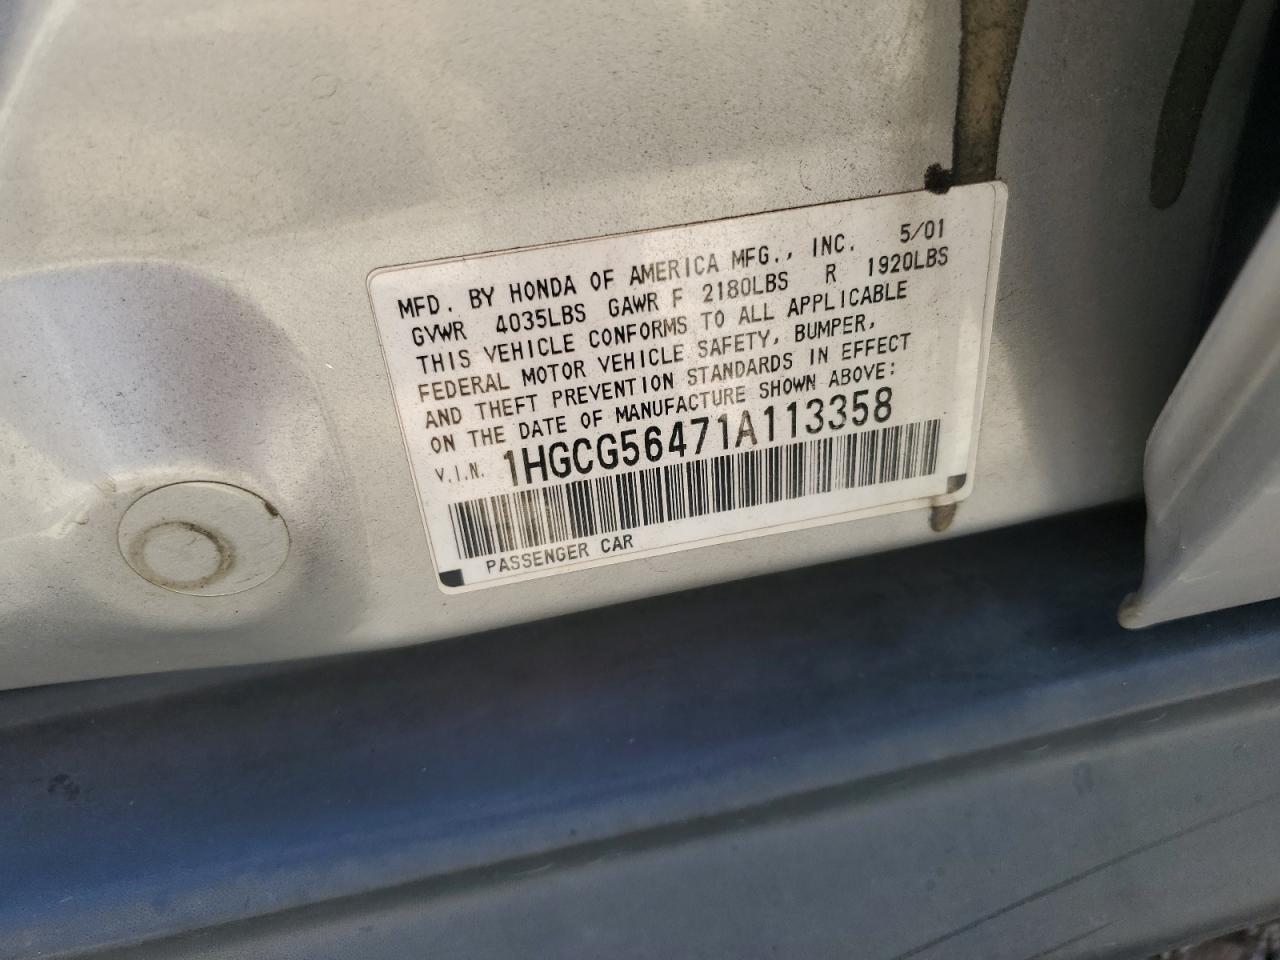 MFD. BY HONDA OF AMERICA MFG., INC. 5/01
GVWR 4035LBS GAWR F 2180LBS R 1920LBS
THIS VEHICLE CONFORMS TO ALL APPLICABLE
FEDERAL MOTOR VEHICLE SAFETY, BUMPER,
AND THEFT PREVENTION STANDARDS IN EFFECT
ON THE DATE OF MANUFACTURE SHOWN ABOVE:
V.I.N. 1HGCG56471A113358
PASSENGER CAR